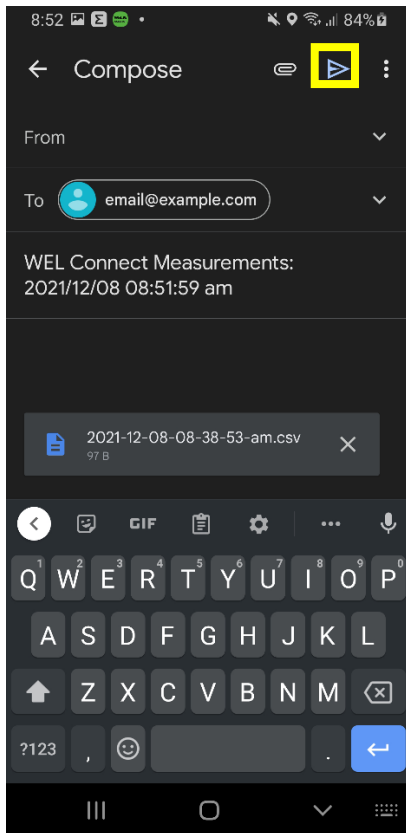 8:52 84%
Compose
From
To email@example.com
WEL Connect Measurements:
2021/12/08 08:51:59 am
2021-12-08-08-38-53-am.csv
97 B
GIF
1 2 3 4 5 6 7 8 9 0
Q W E R T Y U I O P
A S D F G H J K L
Z X C V B N M
?123 , .